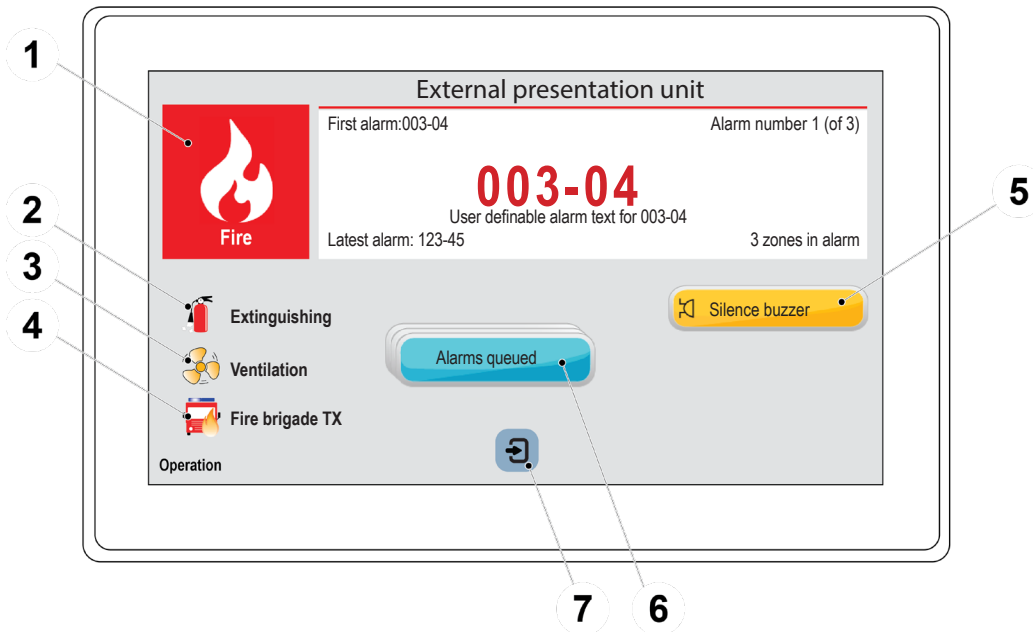 External presentation unit
First alarm:003-04
Alarm number 1 (of 3)
003-04
User definable alarm text for 003-04
Latest alarm: 123-45
3 zones in alarm
Fire
Extinguishing
Ventilation
Fire brigade TX
Operation
Silence buzzer
Alarms queued
1
2
3
4
5
6
7